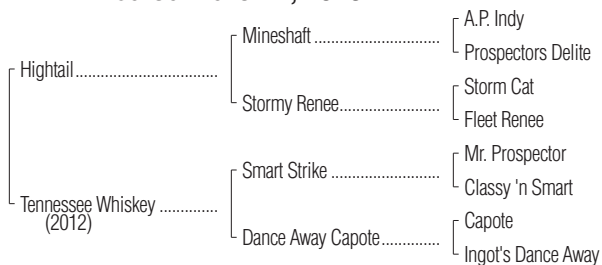 Hightail
Mineshaft
A.P. Indy
Prospectors Delite
Stormy Renee
Storm Cat
Fleet Renee
Tennessee Whiskey
(2012)
Smart Strike
Mr. Prospector
Classy 'n Smart
Dance Away Capote
Capote
Ingot's Dance Away